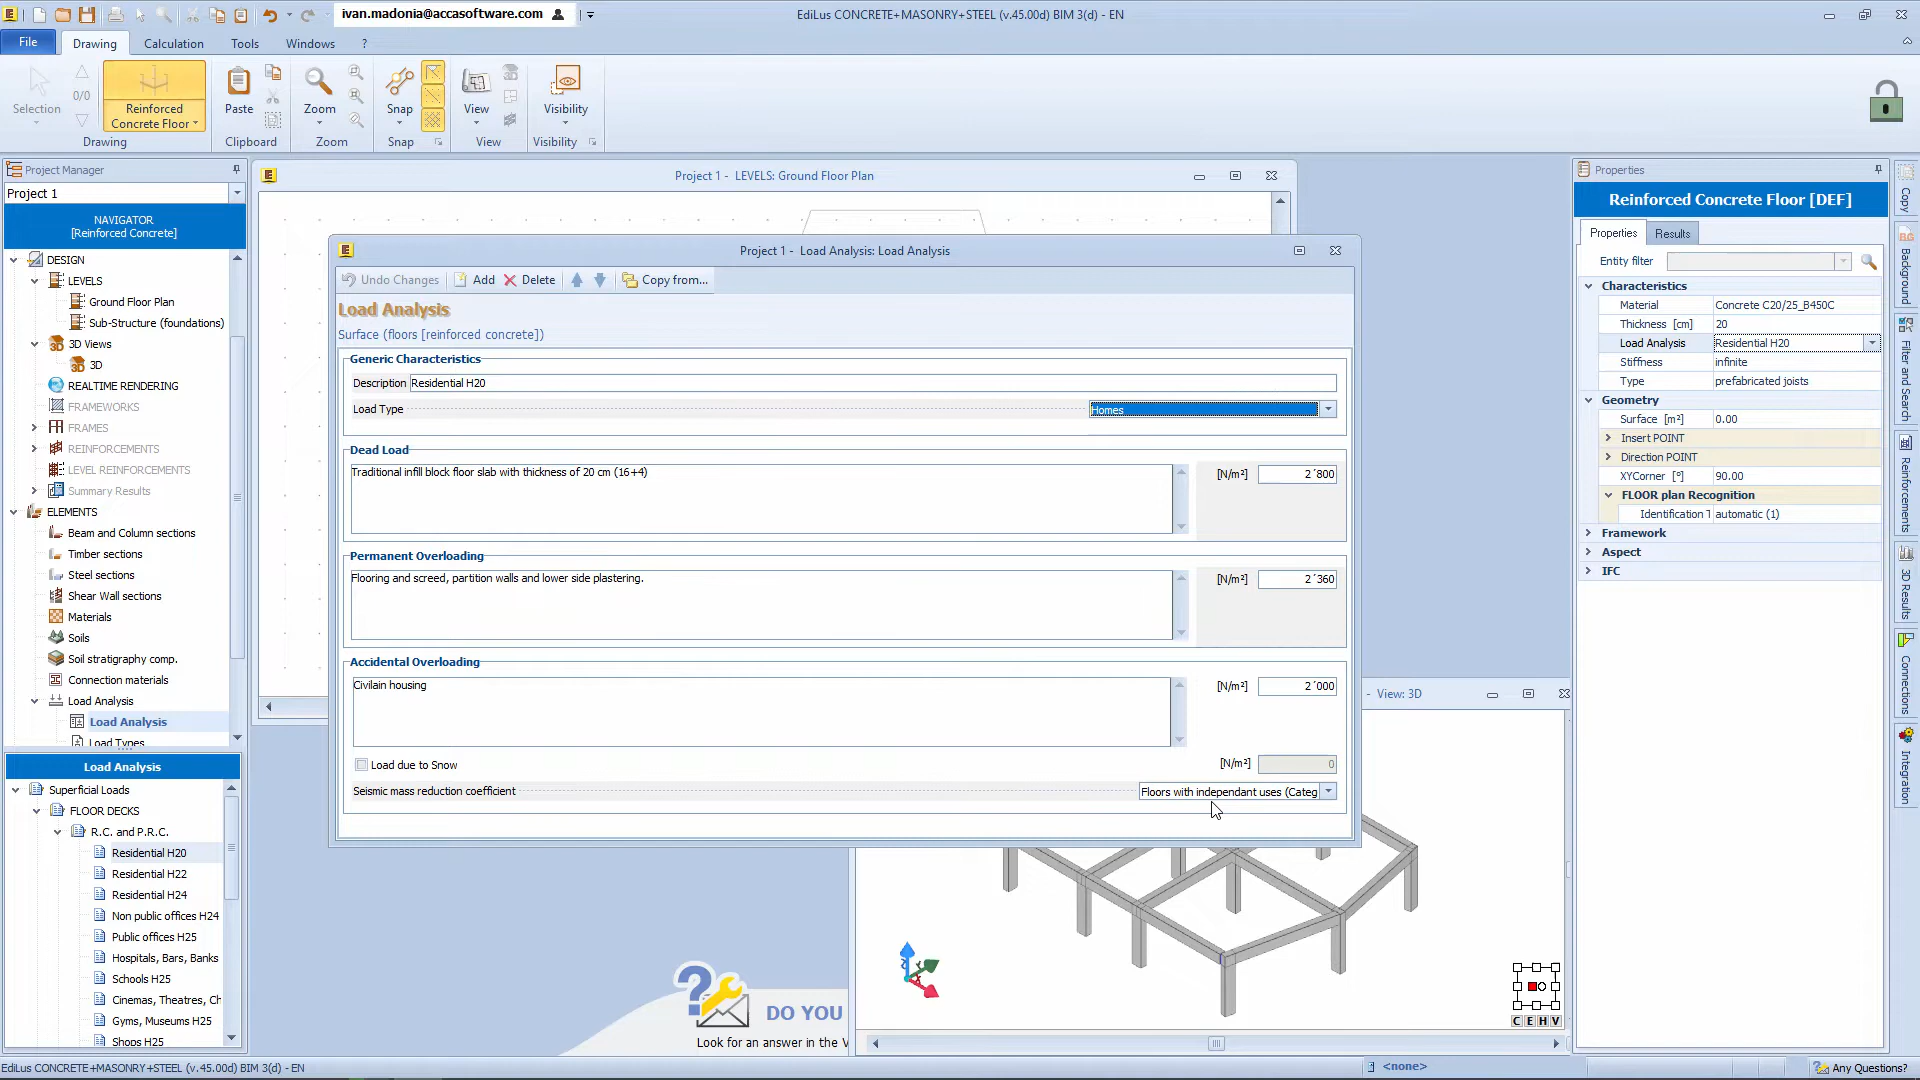 ivan.madonia@accasoftware.com
EdiLus CONCRETE+MASONRY+STEEL (v.45.00d) BIM 3(d) - EN
File
Drawing
Calculation
Tools
Windows
?
Selection
0/0
Reinforced
Concrete Floor
Paste
Zoom
Snap
View
Visibility
Drawing
Clipboard
Zoom
Snap
View
Visibility
Project Manager
Project 1
NAVIGATOR
[Reinforced Concrete]
DESIGN
LEVELS
Ground Floor Plan
Sub-Structure (foundations)
3D Views
3D
REALTIME RENDERING
FRAMEWORKS
FRAMES
REINFORCEMENTS
LEVEL REINFORCEMENTS
Summary Results
ELEMENTS
Beam and Column sections
Timber sections
Steel sections
Shear Wall sections
Materials
Soils
Soil stratigraphy comp.
Connection materials
Load Analysis
Load Analysis
Load Types
Load Analysis
Superficial Loads
FLOOR DECKS
R.C. and P.R.C.
Residential H20
Residential H22
Residential H24
Non public offices H24
Public offices H25
Hospitals, Bars, Banks
Schools H25
Cinemas, Theatres, Ch
Gyms, Museums H25
Shops H25
Project 1 - LEVELS: Ground Floor Plan
Project 1 - Load Analysis: Load Analysis
Undo Changes
Add
Delete
Copy from...
Load Analysis
Surface (floors [reinforced concrete])
Generic Characteristics
Description
Residential H20
Load Type
Homes
Dead Load
Traditional infill block floor slab with thickness of 20 cm (16+4)
[N/m²]
2´800
Permanent Overloading
Flooring and screed, partition walls and lower side plastering.
[N/m²]
2´360
Accidental Overloading
Civilain housing
[N/m²]
2´000
Load due to Snow
[N/m²]
0
Seismic mass reduction coefficient
Floors with independant uses (Categ
- View: 3D
DO YOU
Look for an answer in the V
C E H V
Properties
Reinforced Concrete Floor [DEF]
Properties
Results
Entity filter
Characteristics
Material
Concrete C20/25_B450C
Thickness [cm]
20
Load Analysis
Residential H20
Stiffness
infinite
Type
prefabricated joists
Geometry
Surface [m²]
0.00
Insert POINT
Direction POINT
XYCorner [°]
90.00
FLOOR plan Recognition
Identification T
automatic (1)
Framework
Aspect
IFC
Copy
Background
Filter and Search
Reinforcements
3D Results
Connections
Integration
EdiLus CONCRETE+MASONRY+STEEL (v.45.00d) BIM 3(d) - EN
<none>
Any Questions?